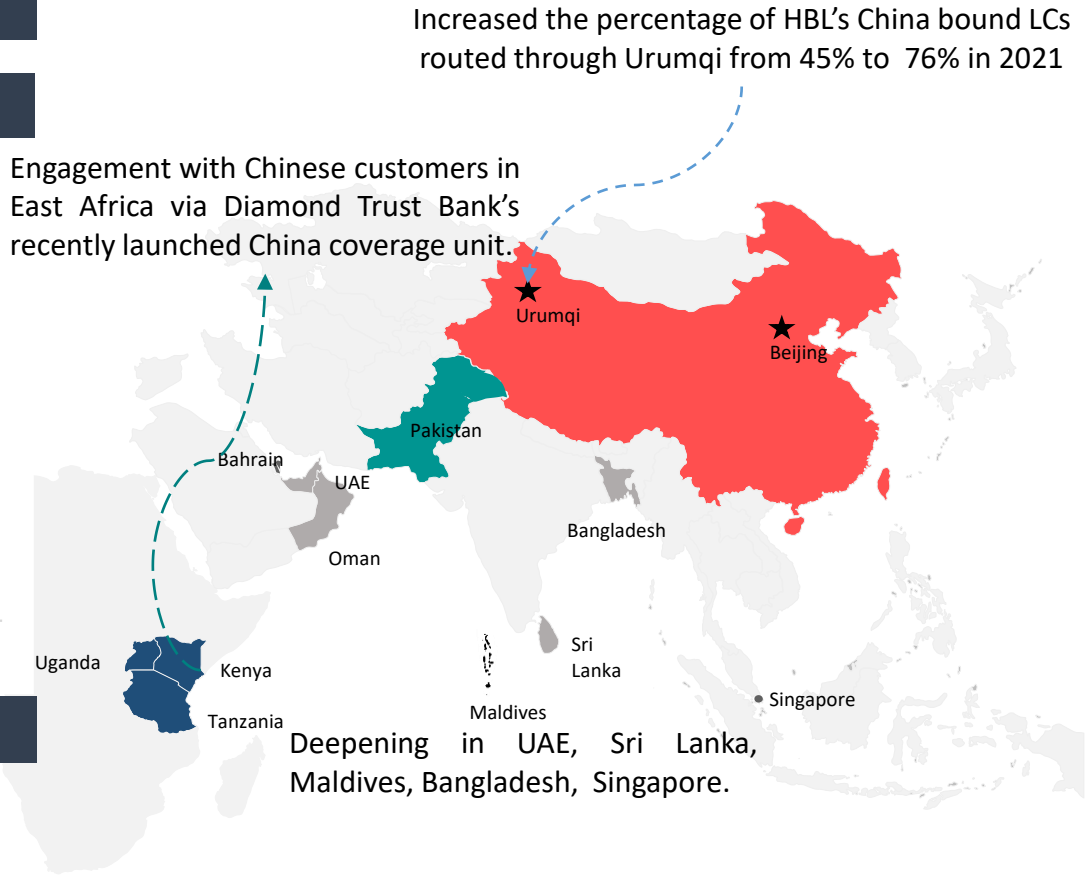 Increased the percentage of HBL's China bound LCs
routed through Urumqi from 45% to 76% in 2021
Engagement with Chinese customers in
East Africa via Diamond Trust Bank's
recently launched China coverage unit.
Urumqi
Beijing
Pakistan
Bahrain
UAE
Bangladesh
Oman
Sri
Lanka
Uganda
Kenya
Singapore
Maldives
Tanzania
Deepening in UAE, Sri Lanka,
Maldives, Bangladesh, Singapore.